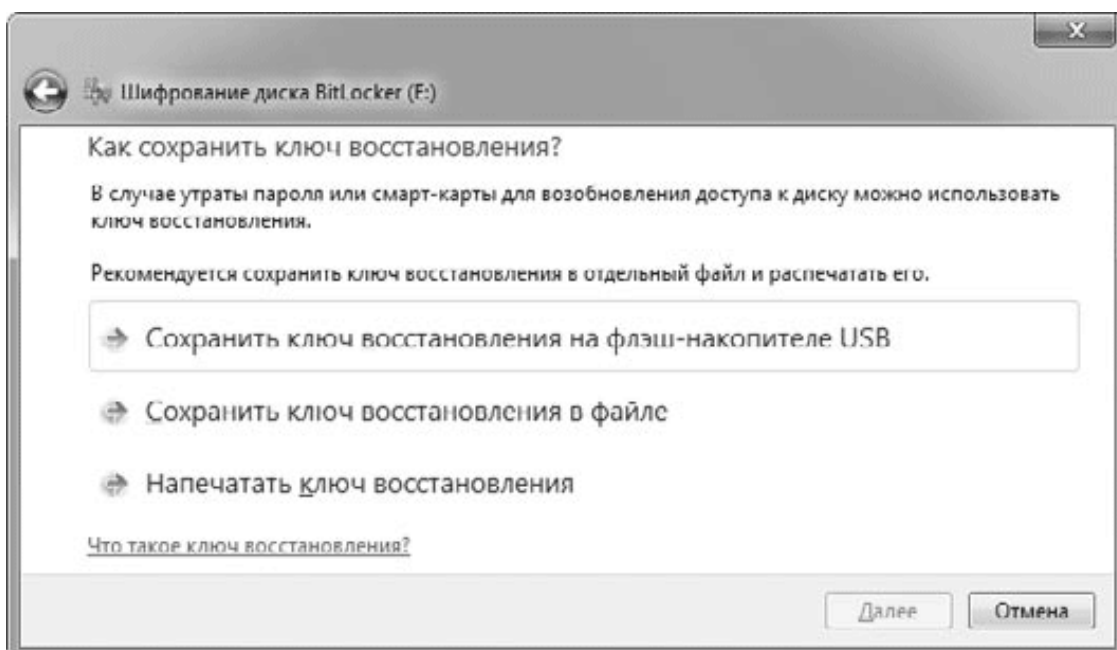 Шифрование диска BitLocker (F:)
Как сохранить ключ восстановления?
В случае утраты пароля или смарт-карты для возобновления доступа к диску можно использовать
ключ восстановления.
Рекомендуется сохранить ключ восстановления в отдельный файл и распечатать его.
Сохранить ключ восстановления на флэш-накопителе USB
Сохранить ключ восстановления в файле
Напечатать ключ восстановления
Что такое ключ восстановления?
Далее
Отмена